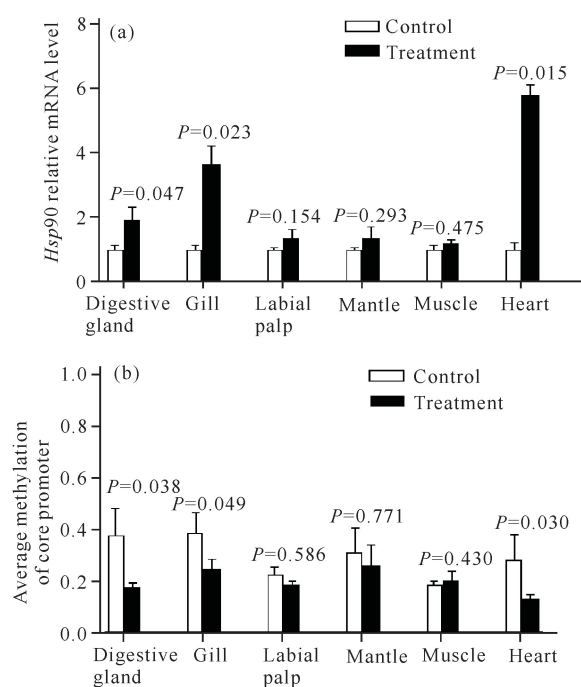 (a)
Control
Treatment
Hsp90 relative mRNA level
8
6
4
2
0
P=0.047
P=0.023
P=0.154
P=0.293
P=0.475
P=0.015
Digestive
gland
Gill
Labial
palp
Mantle
Muscle
Heart
(b)
Control
Treatment
Average methylation
of core promoter
1.0
0.8
0.6
0.4
0.2
0.0
P=0.038
P=0.049
P=0.586
P=0.771
P=0.430
P=0.030
Digestive
gland
Gill
Labial
palp
Mantle
Muscle
Heart